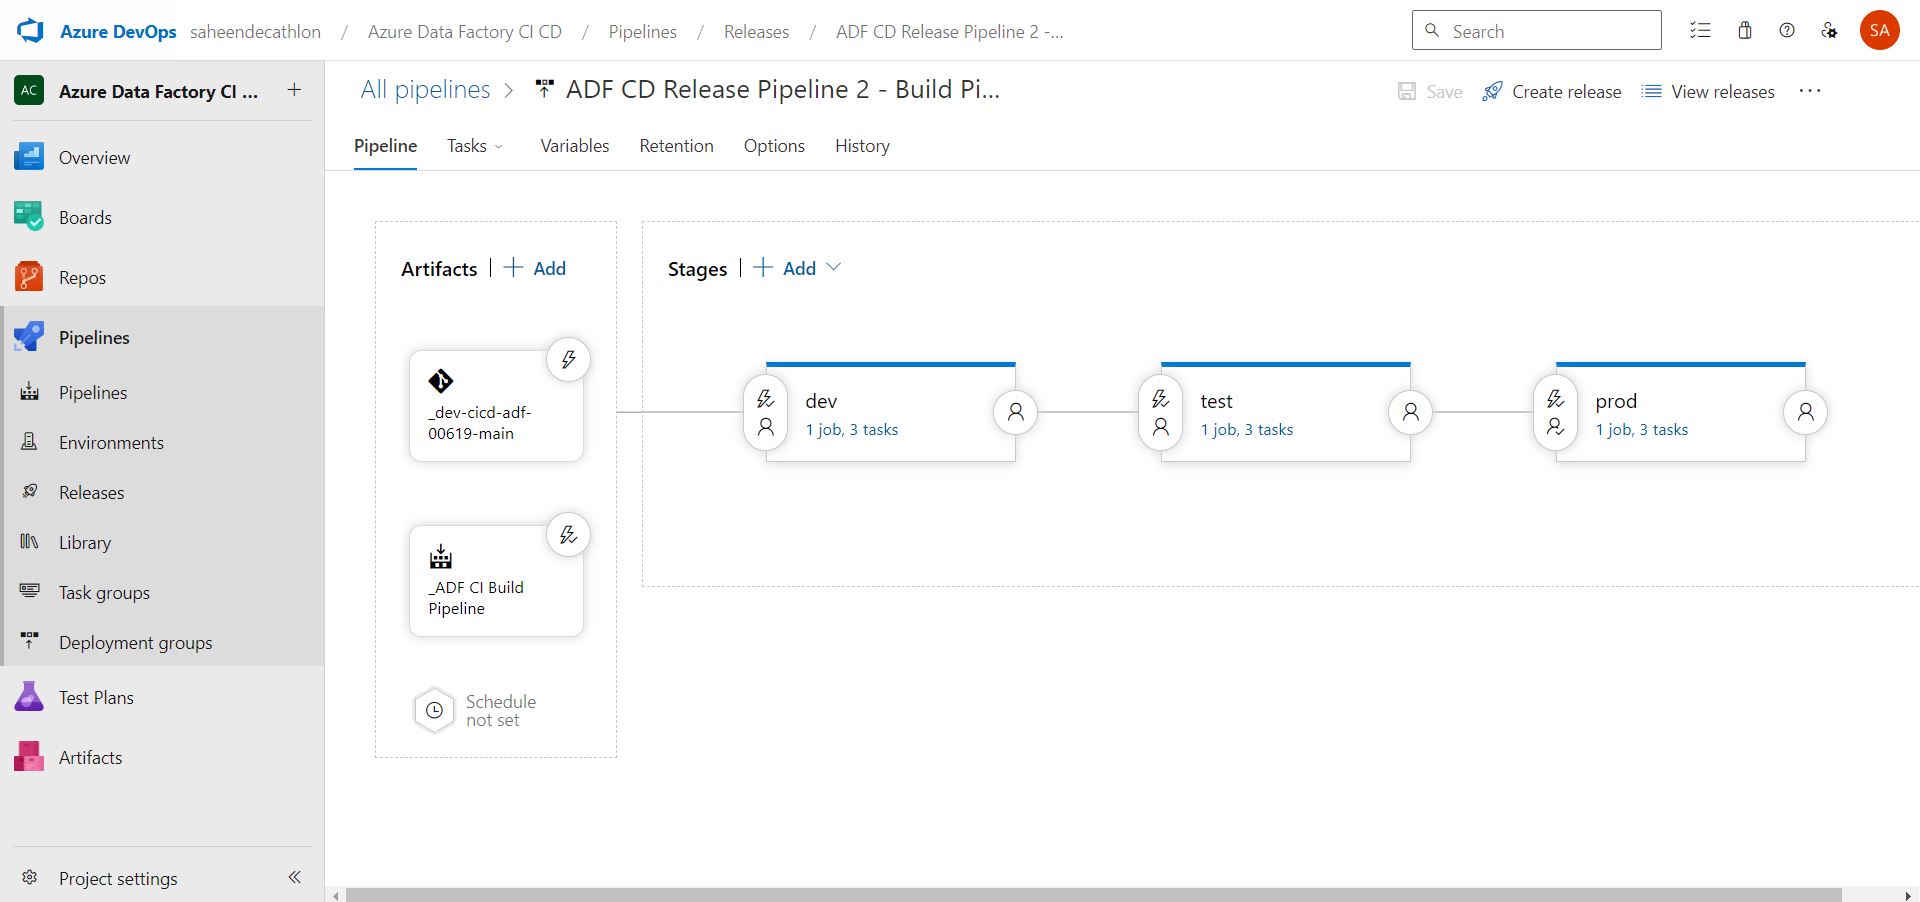 Azure DevOps saheendecathlon / Azure Data Factory CI CD / Pipelines / Releases / ADF CD Release Pipeline 2 -...
Search
SA
AC Azure Data Factory CI ...
Overview
Boards
Repos
Pipelines
Pipelines
Environments
Releases
Library
Task groups
Deployment groups
Test Plans
Artifacts
Project settings
All pipelines > ADF CD Release Pipeline 2 - Build Pi...
Save Create release View releases ...
Pipeline Tasks Variables Retention Options History
Artifacts | + Add
_dev-cicd-adf-
00619-main
_ADF CI Build
Pipeline
Schedule
not set
Stages | + Add
dev
1 job, 3 tasks
test
1 job, 3 tasks
prod
1 job, 3 tasks